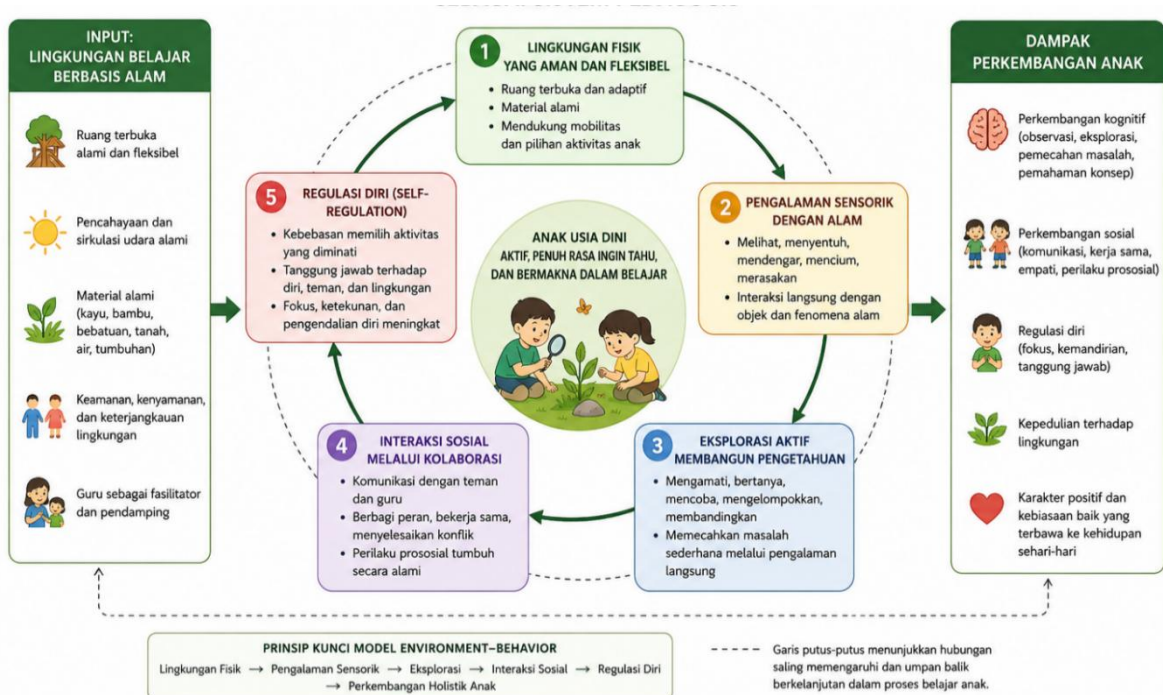 INPUT:
LINGKUNGAN BELAJAR
BERBASIS ALAM
Ruang terbuka
alami dan fleksibel
Pencahayaan dan
sirkulasi udara alami
Material alami
(kayu, bambu,
bebatuan, tanah,
air, tumbuhan)
Keamanan, kenyamanan,
dan keterjangkauan
lingkungan
Guru sebagai fasilitator
dan pendamping
1
LINGKUNGAN FISIK
YANG AMAN DAN FLEKSIBEL
• Ruang terbuka dan adaptif
• Material alami
• Mendukung mobilitas
dan pilihan aktivitas anak
2
PENGALAMAN SENSORIK
DENGAN ALAM
• Melihat, menyentuh,
mendengar, mencium,
merasakan
• Interaksi langsung dengan
objek dan fenomena alam
3
EKSPLORASI AKTIF
MEMBANGUN PENGETAHUAN
• Mengamati, bertanya,
mencoba, mengelompokkan,
membandingkan
• Memecahkan masalah
sederhana melalui pengalaman
langsung
4
INTERAKSI SOSIAL
MELALUI KOLABORASI
• Komunikasi dengan teman
dan guru
• Berbagi peran, bekerja sama,
menyelesaikan konflik
• Perilaku prososial tumbuh
secara alami
5
REGULASI DIRI (SELF-
REGULATION)
• Kebebasan memilih aktivitas
yang diminati
• Tanggung jawab terhadap
diri, teman, dan lingkungan
• Fokus, ketekunan, dan
pengendalian diri meningkat
ANAK USIA DINI
AKTIF, PENUH RASA INGIN TAHU,
DAN BERMAKNA DALAM BELAJAR
DAMPAK
PERKEMBANGAN ANAK
Perkembangan kognitif
(observasi, eksplorasi,
pemecahan masalah,
pemahaman konsep)
Perkembangan sosial
(komunikasi, kerja sama,
empati, perilaku prososial)
Regulasi diri
(fokus, kemandirian,
tanggung jawab)
Kepedulian terhadap
lingkungan
Karakter positif dan
kebiasaan baik yang
terbawa ke kehidupan
sehari-hari
PRINSIP KUNCI MODEL ENVIRONMENT–BEHAVIOR
Lingkungan Fisik → Pengalaman Sensorik → Eksplorasi → Interaksi Sosial → Regulasi Diri
→ Perkembangan Holistik Anak
Garis putus-putus menunjukkan hubungan
saling memengaruhi dan umpan balik
berkelanjutan dalam proses belajar anak.